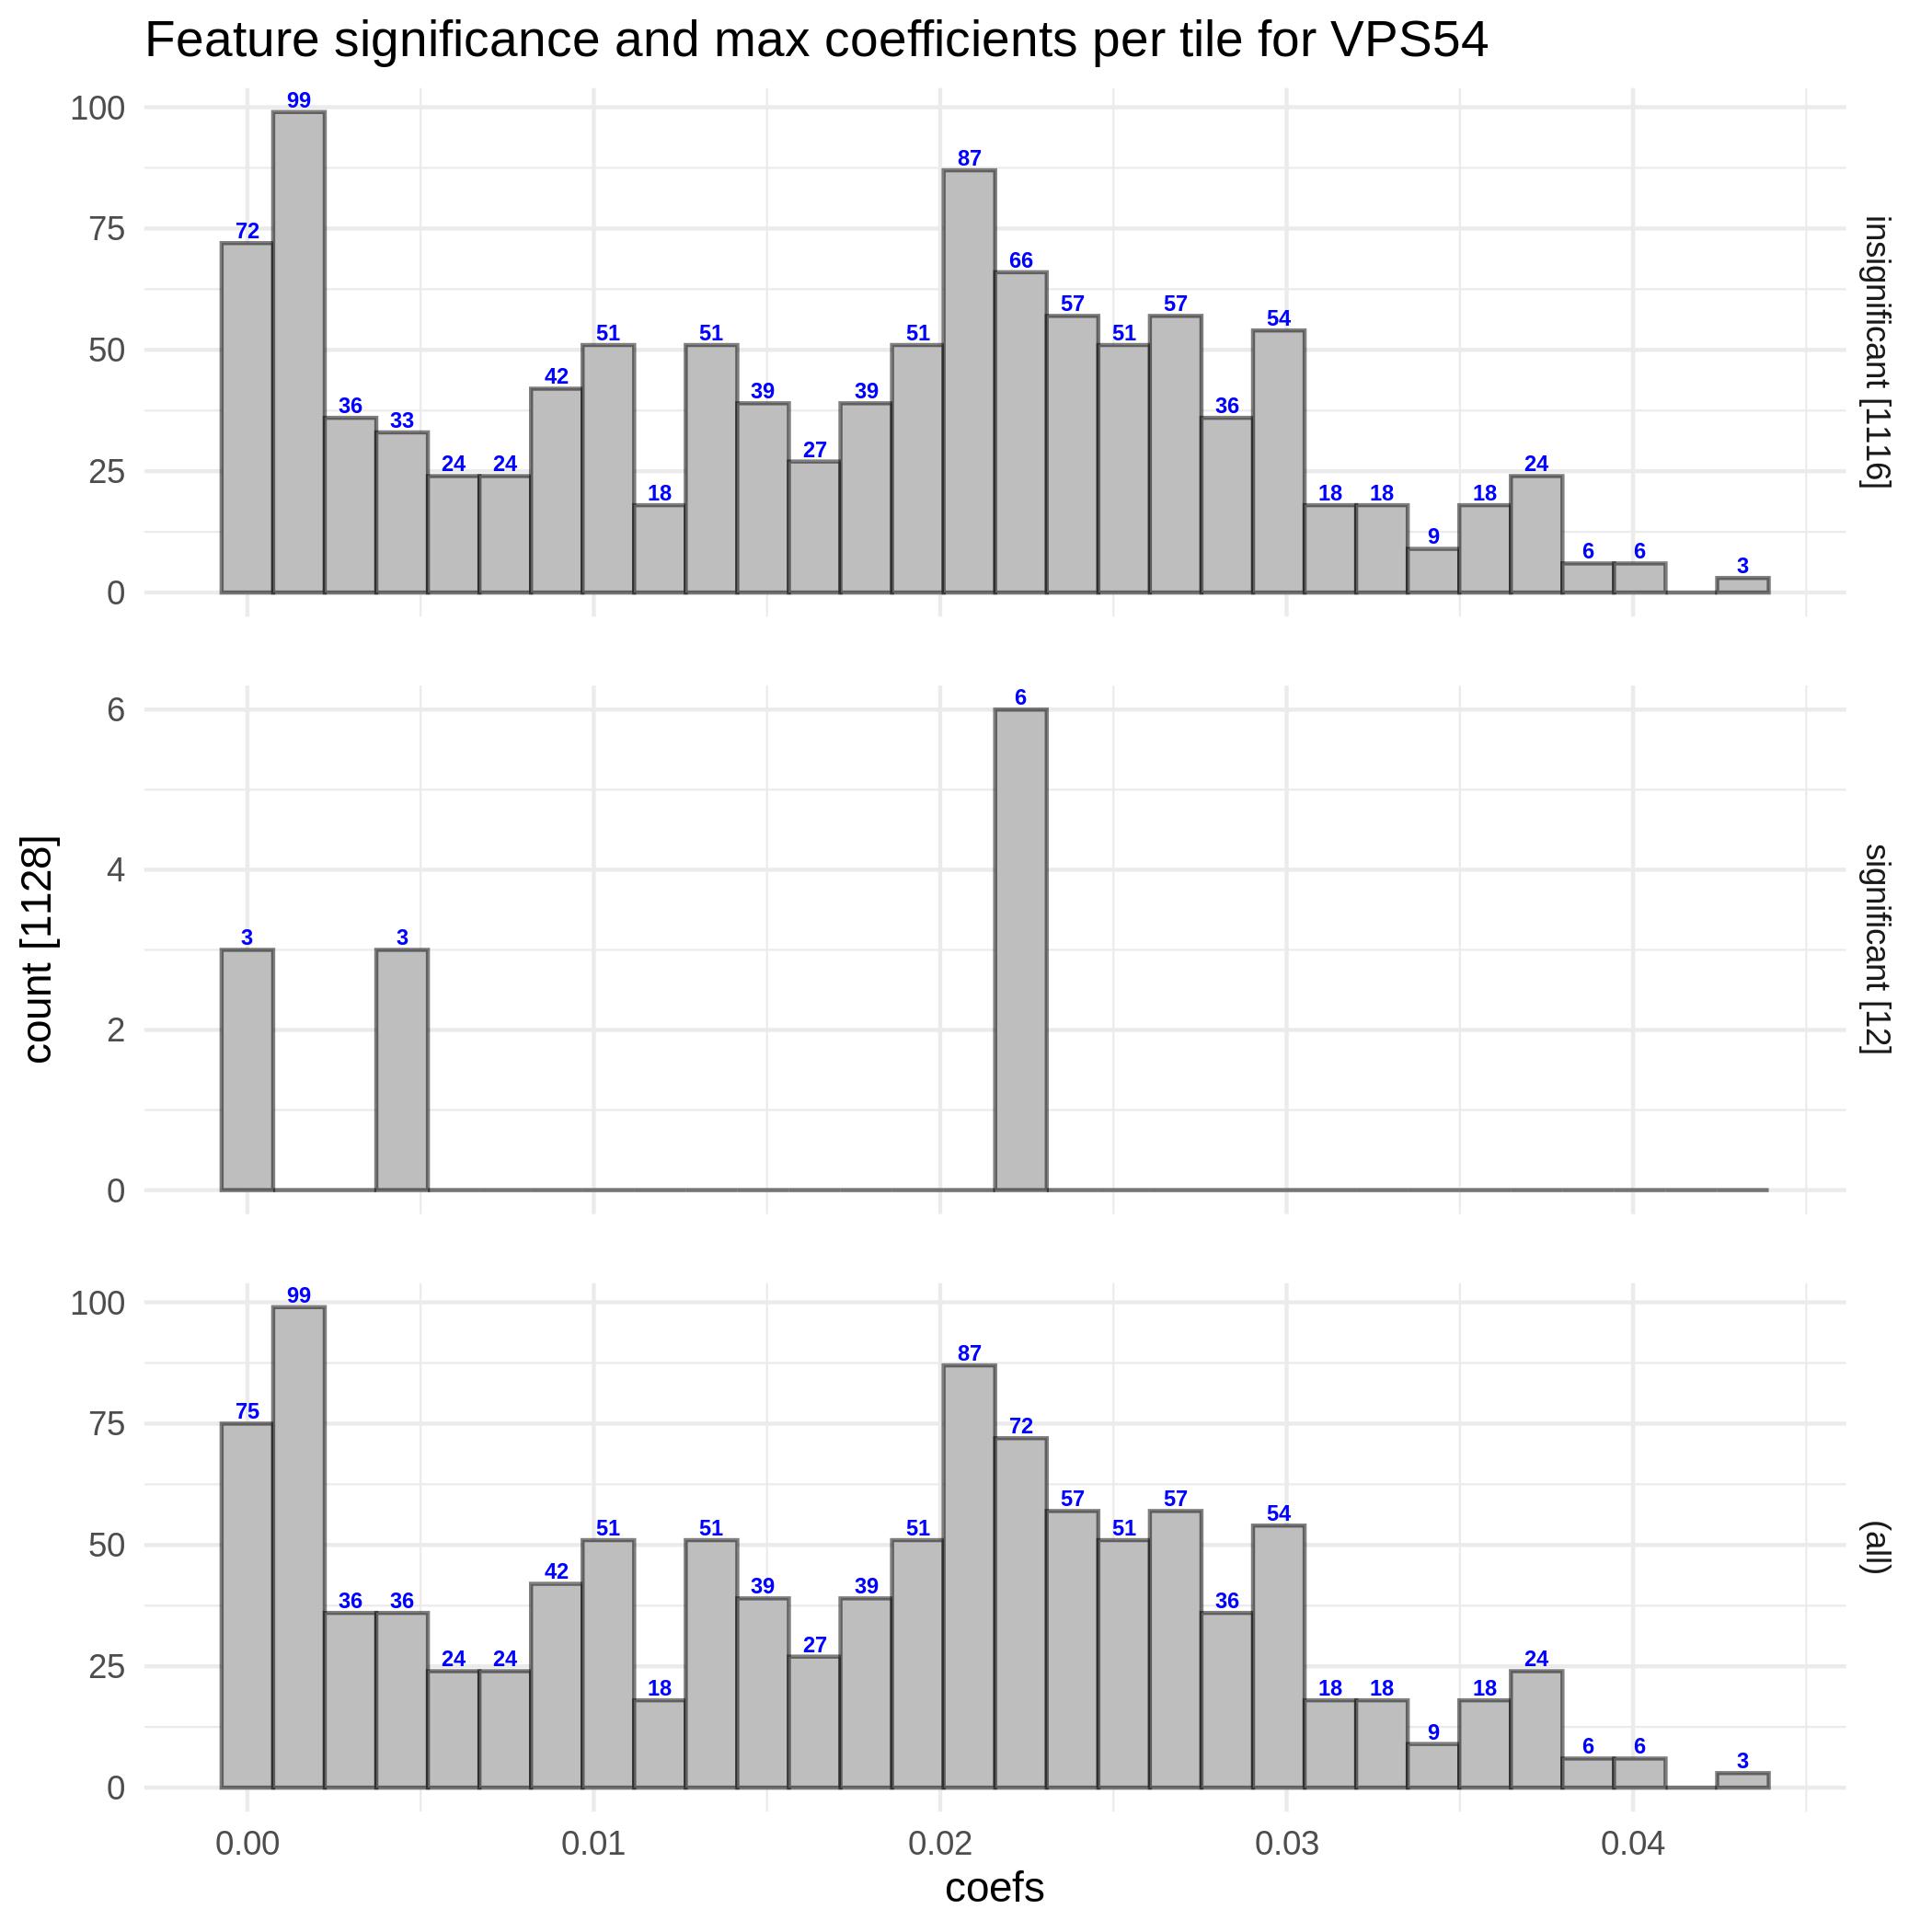 Feature significance and max coefficients per tile for VPS54
100
75
50
25
0
72 99 36 33 24 24 42 51 18 51 39 27 39 51 87 66 57 51 57 36 54 18 18 9 18 24 6 6 3
insignificant [1116]
count [1128]
6
4
2
0
3 3 6
significant [12]
100
75
50
25
0
75 99 36 36 24 24 42 51 18 51 39 27 39 51 87 72 57 51 57 36 54 18 18 9 18 24 6 6 3
(all)
0.00 0.01 0.02 0.03 0.04
coefs